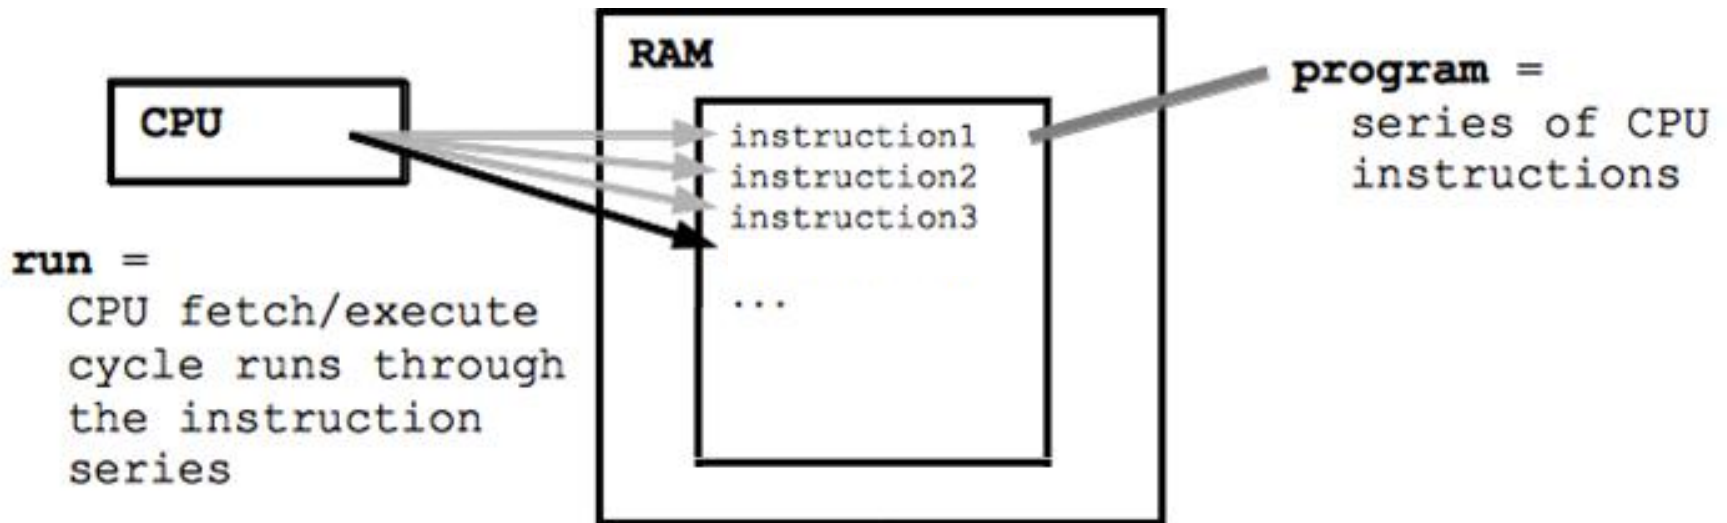 RAM
CPU
instruction1
instruction2
instruction3
...
program =
series of CPU
instructions
run =
CPU fetch/execute
cycle runs through
the instruction
series